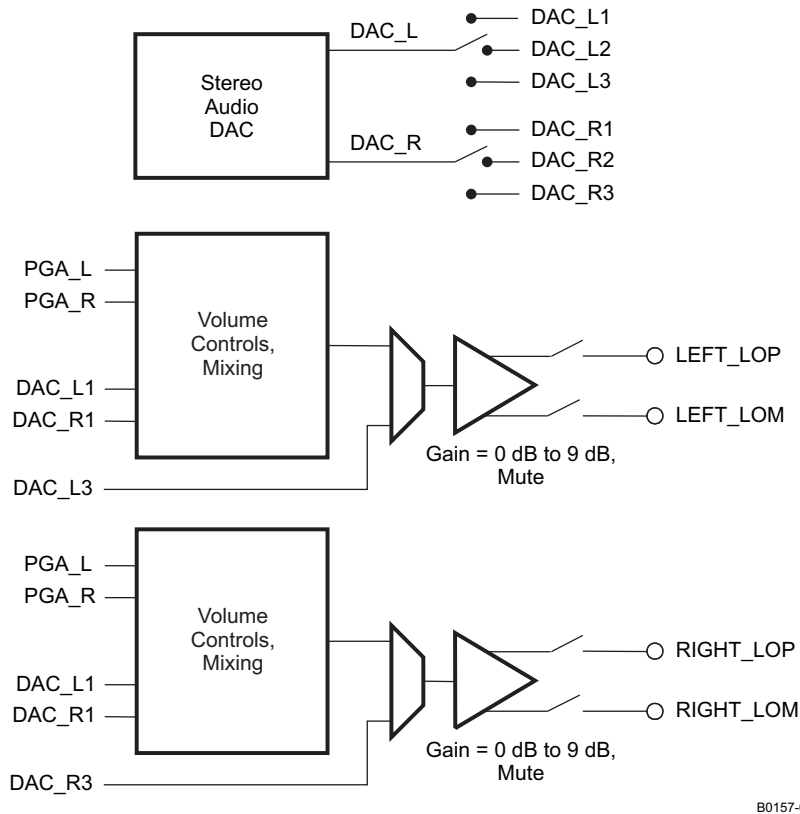 DAC_L
DAC_L1
DAC_L2
DAC_L3
Stereo
Audio
DAC
DAC_R
DAC_R1
DAC_R2
DAC_R3
PGA_L
PGA_R
DAC_L1
DAC_R1
DAC_L3
Volume
Controls,
Mixing
LEFT_LOP
LEFT_LOM
Gain = 0 dB to 9 dB,
Mute
PGA_L
PGA_R
DAC_L1
DAC_R1
DAC_R3
Volume
Controls,
Mixing
RIGHT_LOP
RIGHT_LOM
Gain = 0 dB to 9 dB,
Mute